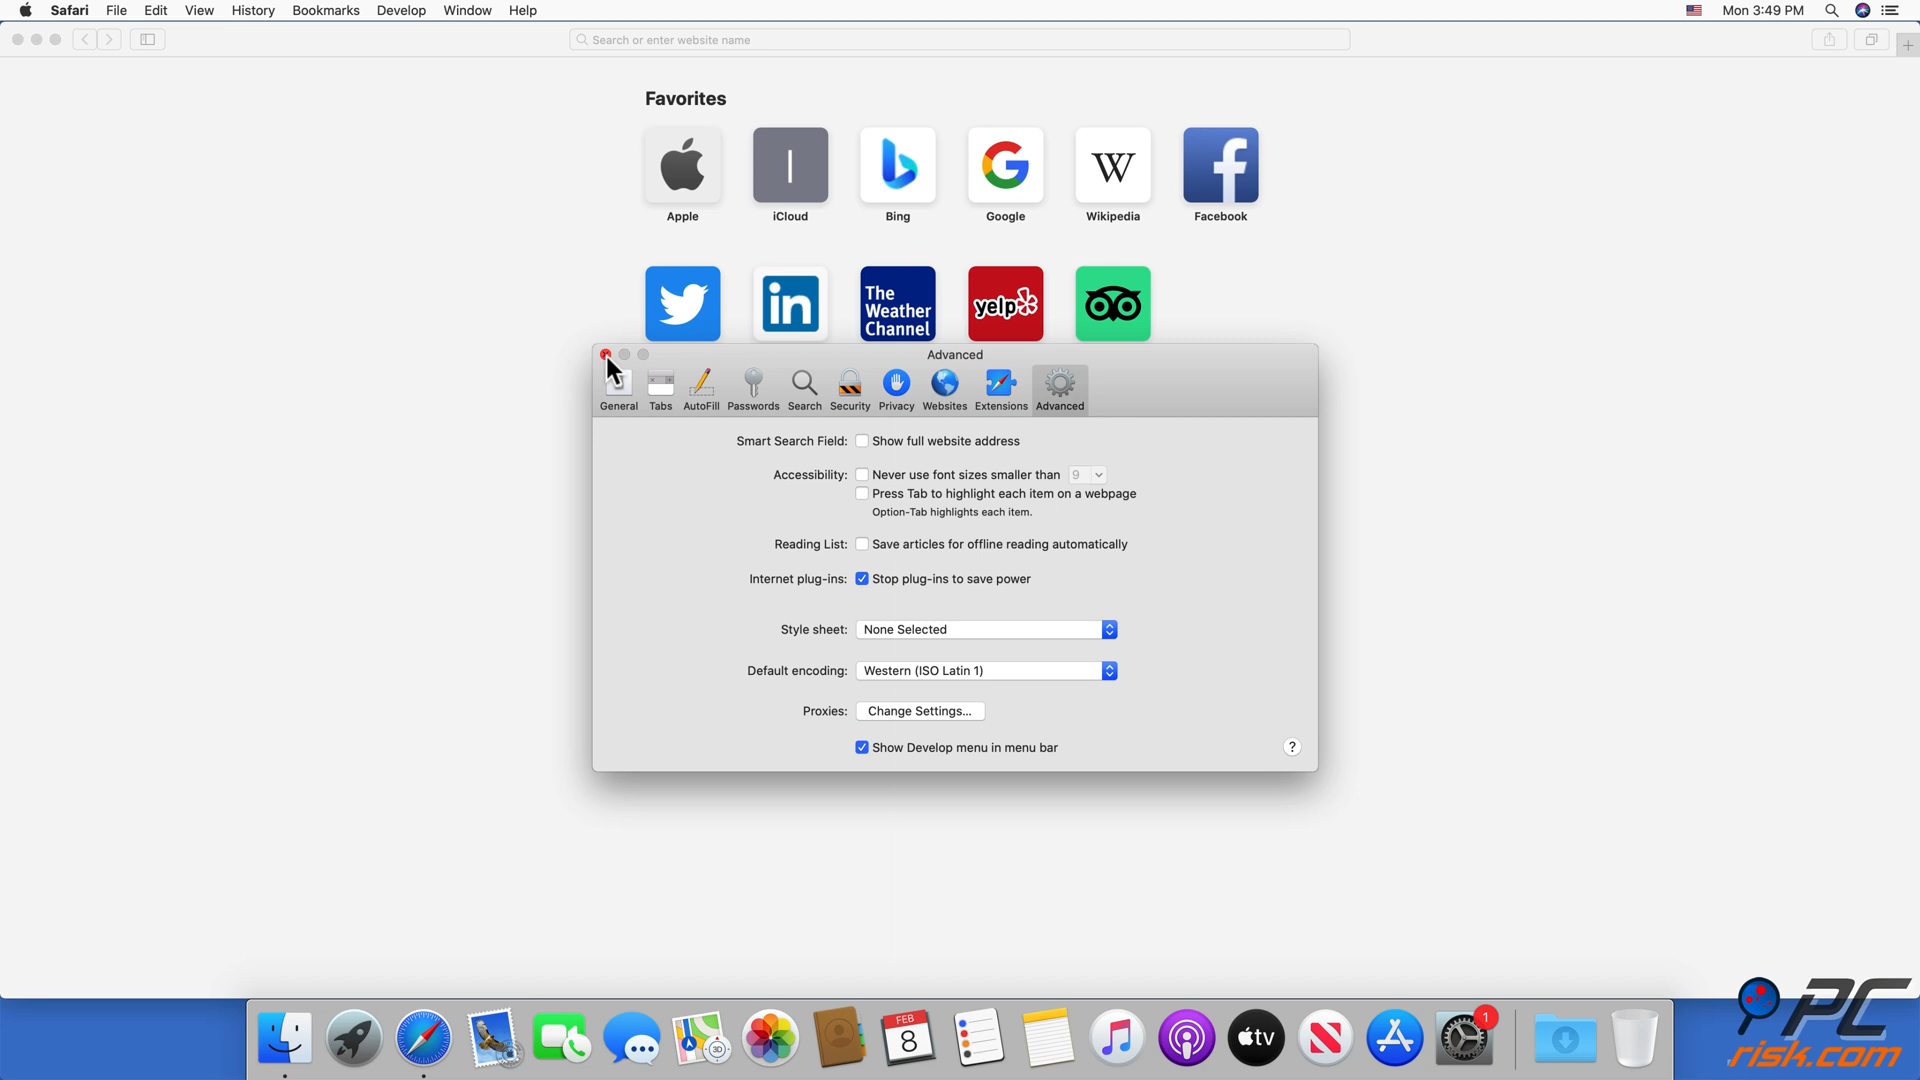 Safari File Edit View History Bookmarks Develop Window Help Mon 3:49 PM
Search or enter website name
Favorites
Apple iCloud Bing Google Wikipedia Facebook
The Weather Channel yelp
Advanced
General Tabs AutoFill Passwords Search Security Privacy Websites Extensions Advanced
Smart Search Field: Show full website address
Accessibility: Never use font sizes smaller than 9
Press Tab to highlight each item on a webpage
Option-Tab highlights each item.
Reading List: Save articles for offline reading automatically
Internet plug-ins: Stop plug-ins to save power
Style sheet: None Selected
Default encoding: Western (ISO Latin 1)
Proxies: Change Settings...
Show Develop menu in menu bar ?
FEB 8 3D tv 1
PC
risk.com